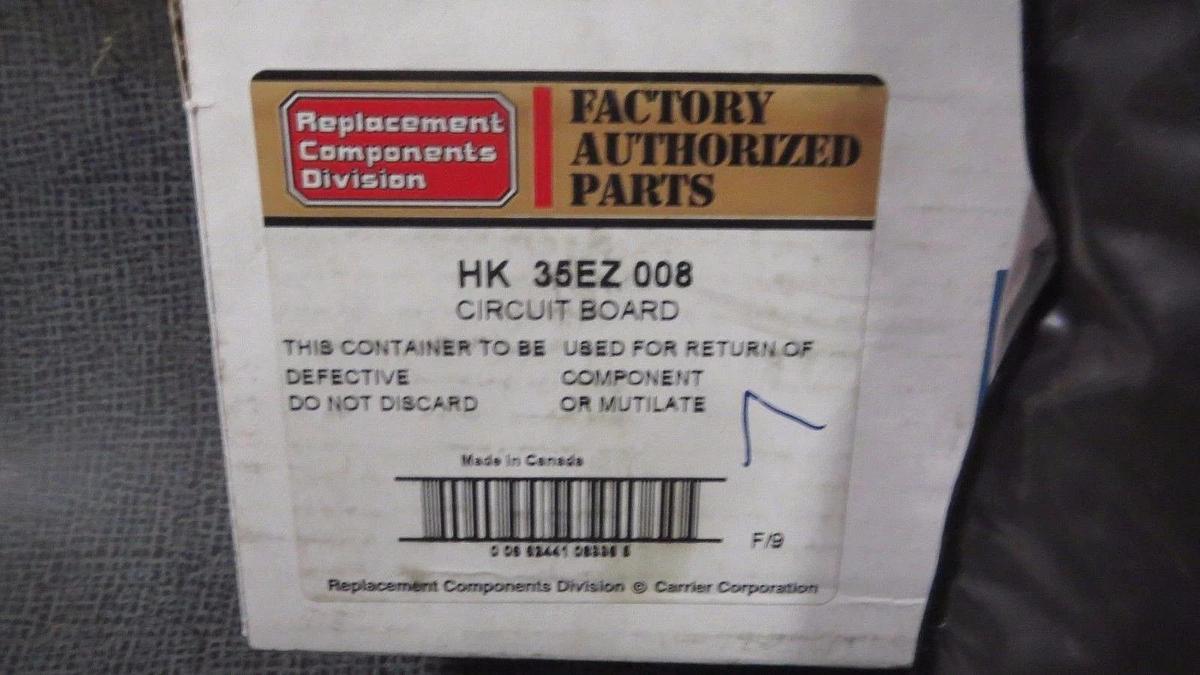 Replacement
Components
Division
FACTORY
AUTHORIZED
PARTS
HK 35EZ 008
CIRCUIT BOARD
THIS CONTAINER TO BE USED FOR RETURN OF
DEFECTIVE COMPONENT
DO NOT DISCARD OR MUTILATE
Made in Canada
F/9
Replacement Components Division © Carrier Corporation